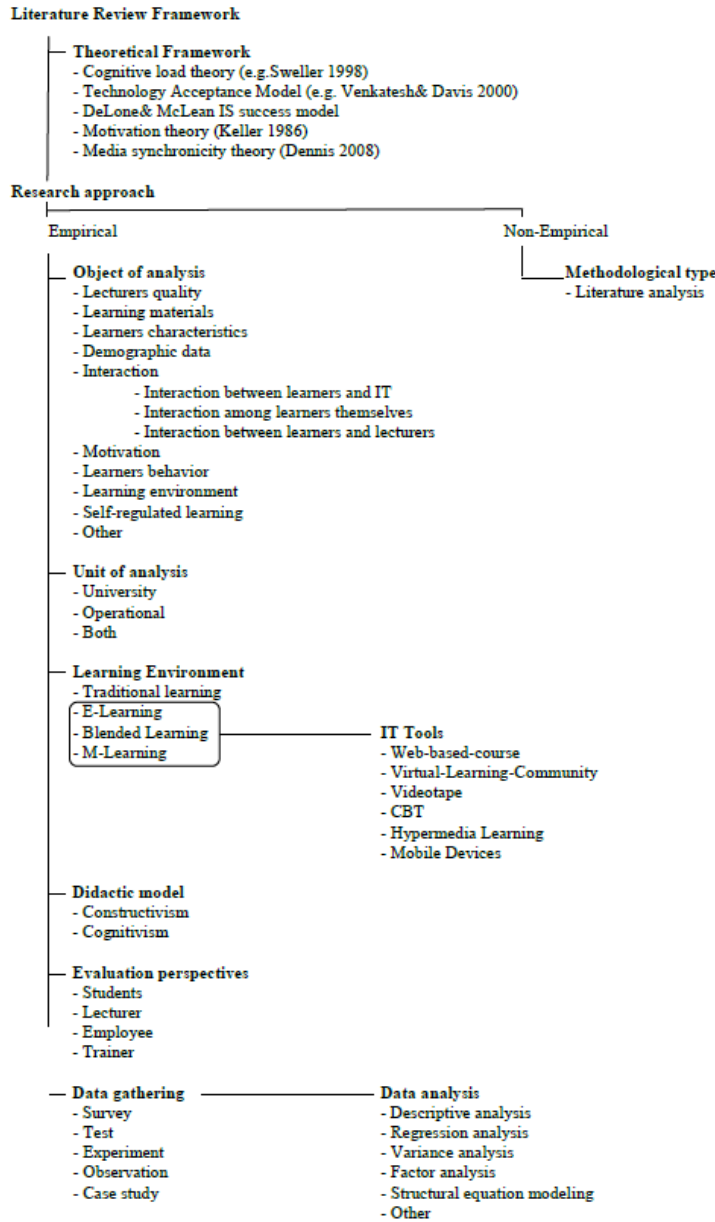 Literature Review Framework
Theoretical Framework
- Cognitive load theory (e.g.Sweller 1998)
- Technology Acceptance Model (e.g. Venkatesh& Davis 2000)
- DeLone& McLean IS success model
- Motivation theory (Keller 1986)
- Media synchronicity theory (Dennis 2008)
Research approach
Empirical
Non-Empirical
Object of analysis
- Lecturers quality
- Learning materials
- Learners characteristics
- Demographic data
- Interaction
- Interaction between learners and IT
- Interaction among learners themselves
- Interaction between learners and lecturers
- Motivation
- Learners behavior
- Learning environment
- Self-regulated learning
- Other
Methodological type
- Literature analysis
Unit of analysis
- University
- Operational
- Both
Learning Environment
- Traditional learning
- E-Learning
- Blended Learning
- M-Learning
IT Tools
- Web-based-course
- Virtual-Learning-Community
- Videotape
- CBT
- Hypermedia Learning
- Mobile Devices
Didactic model
- Constructivism
- Cognitivism
Evaluation perspectives
- Students
- Lecturer
- Employee
- Trainer
Data gathering
- Survey
- Test
- Experiment
- Observation
- Case study
Data analysis
- Descriptive analysis
- Regression analysis
- Variance analysis
- Factor analysis
- Structural equation modeling
- Other